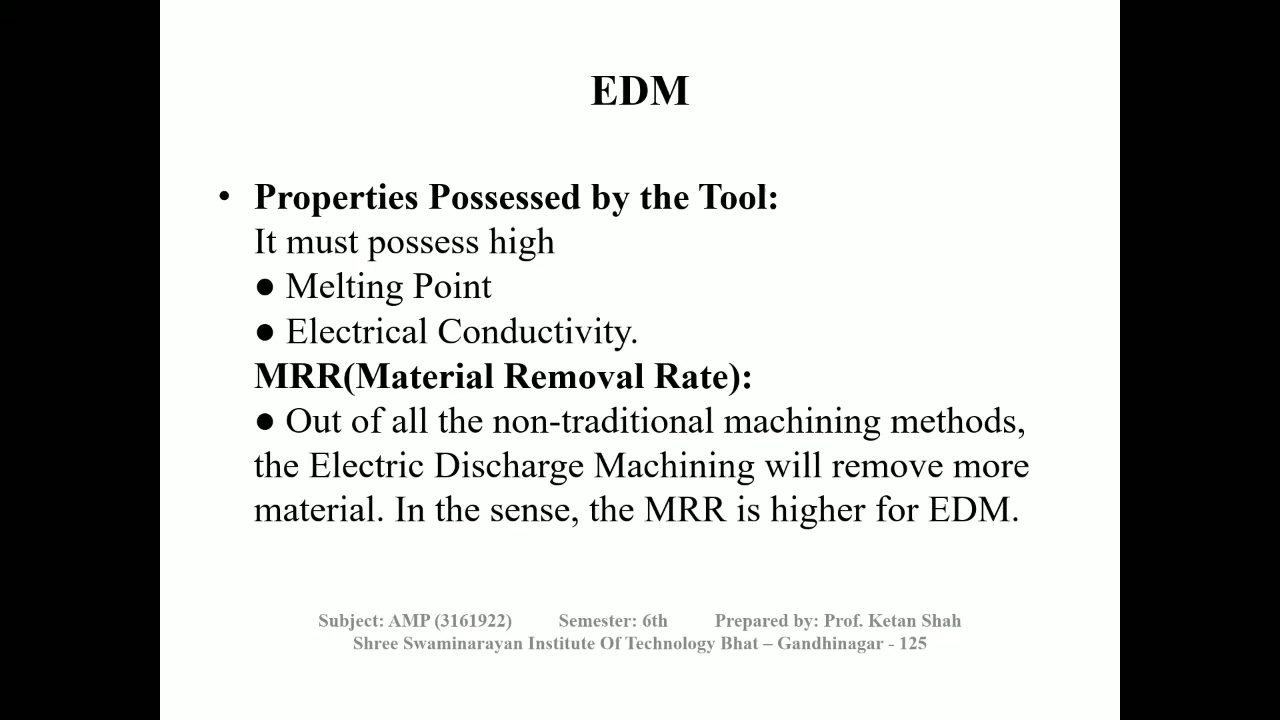 EDM
• Properties Possessed by the Tool:
It must possess high
● Melting Point
● Electrical Conductivity.
MRR(Material Removal Rate):
● Out of all the non-traditional machining methods,
the Electric Discharge Machining will remove more
material. In the sense, the MRR is higher for EDM.
Subject: AMP (3161922) Semester: 6th Prepared by: Prof. Ketan Shah
Shree Swaminarayan Institute Of Technology Bhat – Gandhinagar - 125